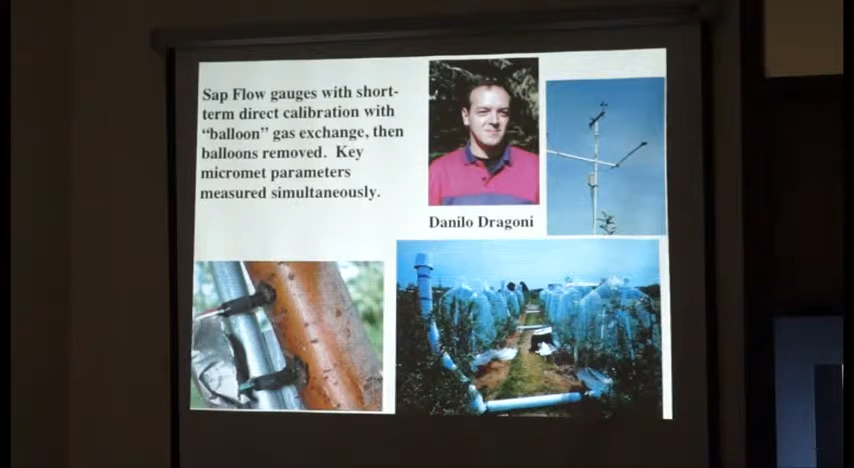 Sap Flow gauges with short-
term direct calibration with
“balloon” gas exchange, then
balloons removed.  Key
micromet parameters
measured simultaneously.
Danilo Dragoni